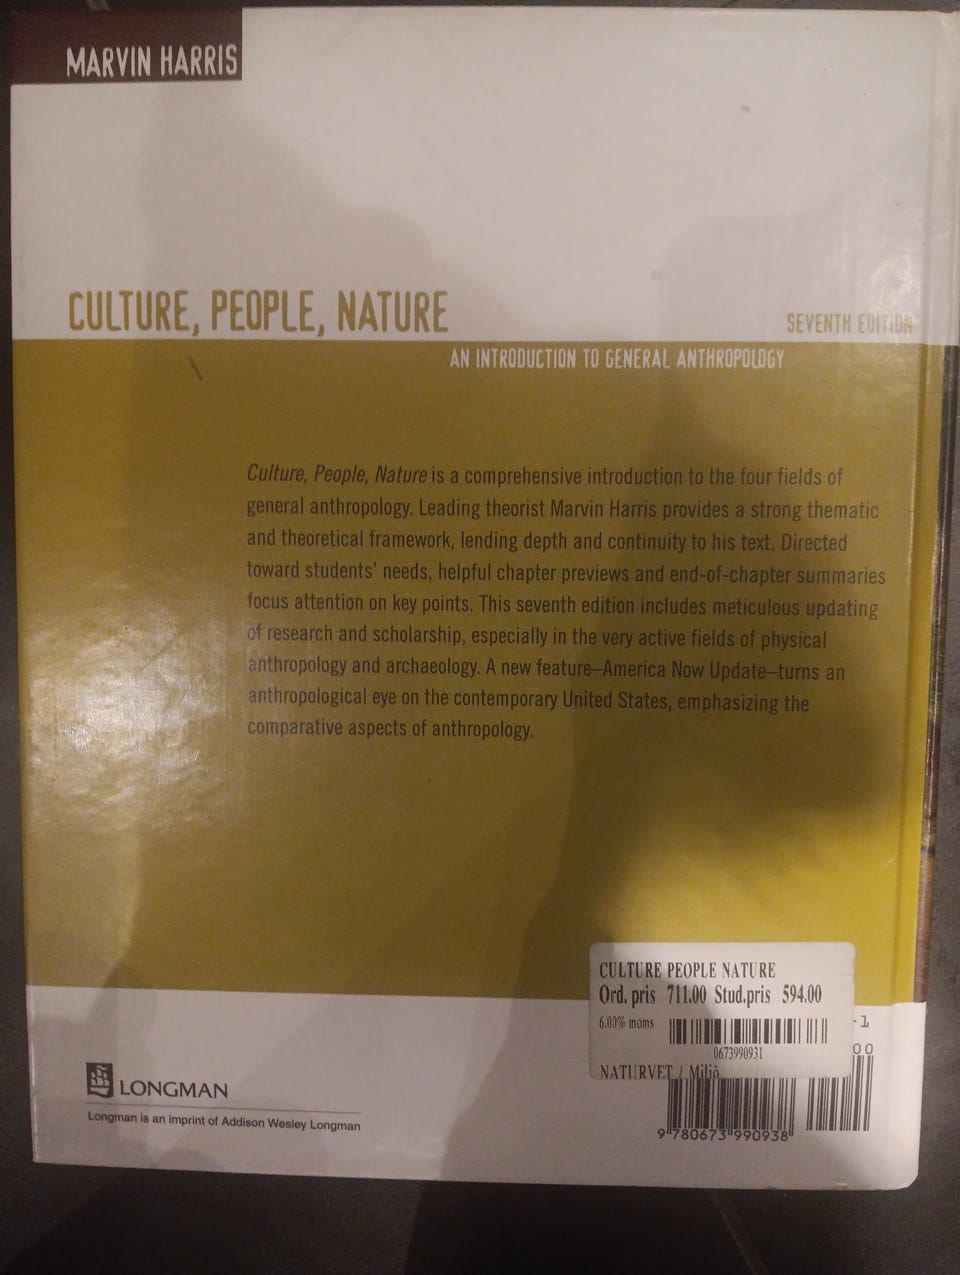 MARVIN HARRIS
CULTURE, PEOPLE, NATURE
SEVENTH EDITION
AN INTRODUCTION TO GENERAL ANTHROPOLOGY
Culture, People, Nature is a comprehensive introduction to the four fields of
general anthropology. Leading theorist Marvin Harris provides a strong thematic
and theoretical framework, lending depth and continuity to his text. Directed
toward students' needs, helpful chapter previews and end-of-chapter summaries
focus attention on key points. This seventh edition includes meticulous updating
of research and scholarship, especially in the very active fields of physical
anthropology and archaeology. A new feature—America Now Update—turns an
anthropological eye on the contemporary United States, emphasizing the
comparative aspects of anthropology.
CULTURE PEOPLE NATURE
Ord. pris 711.00 Stud.pris 594.00
6.00% moms
0673990931
NATURVET / Miljö
-1
00
9 780673 990938
LONGMAN
Longman is an imprint of Addison Wesley Longman